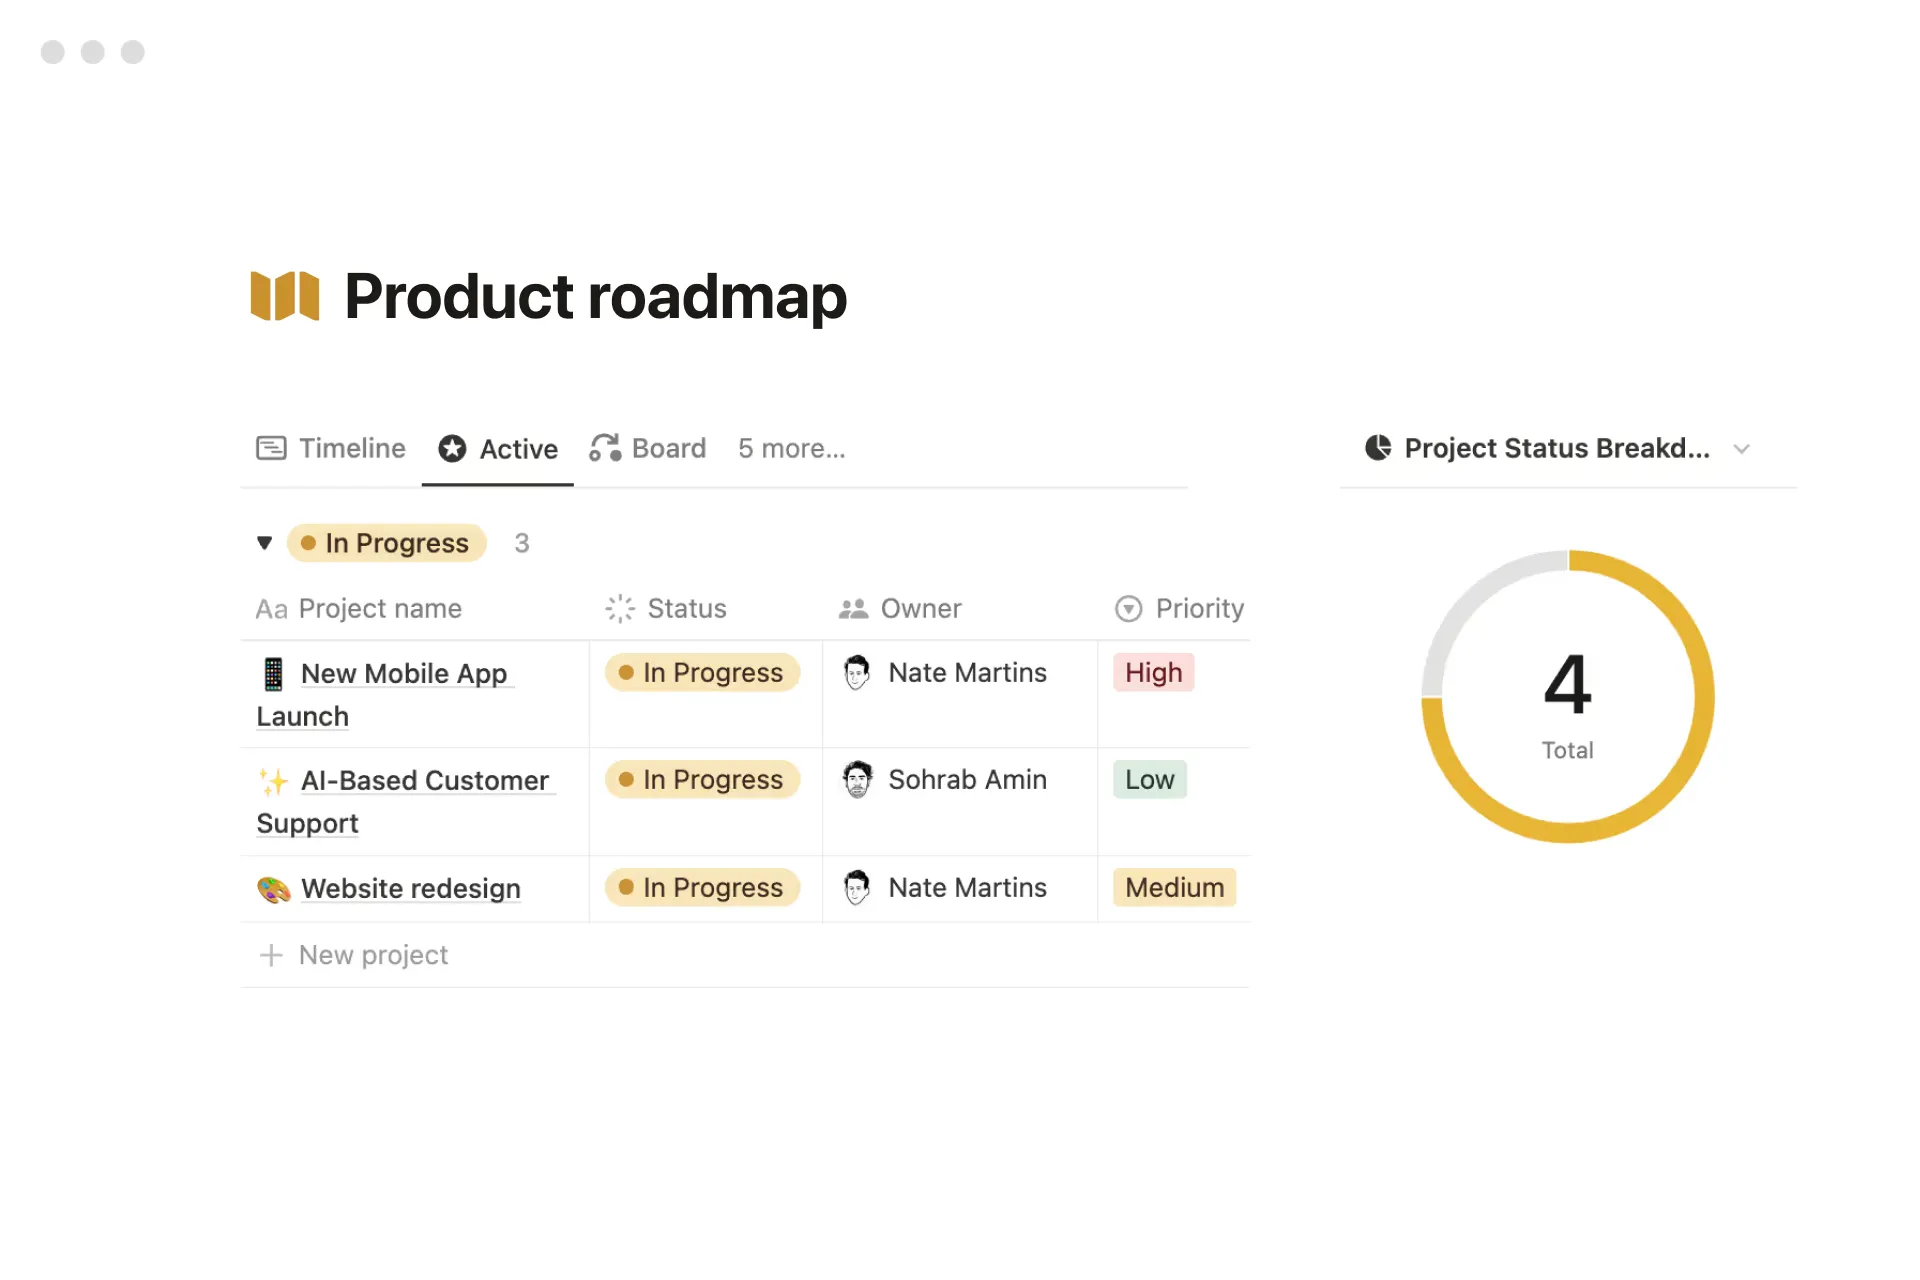 Product roadmap
Timeline Active Board 5 more...
Project Status Breakd...
In Progress 3
Aa Project name Status Owner Priority
New Mobile App
Launch
In Progress Nate Martins High
AI-Based Customer
Support
In Progress Sohrab Amin Low
Website redesign In Progress Nate Martins Medium
New project
4
Total